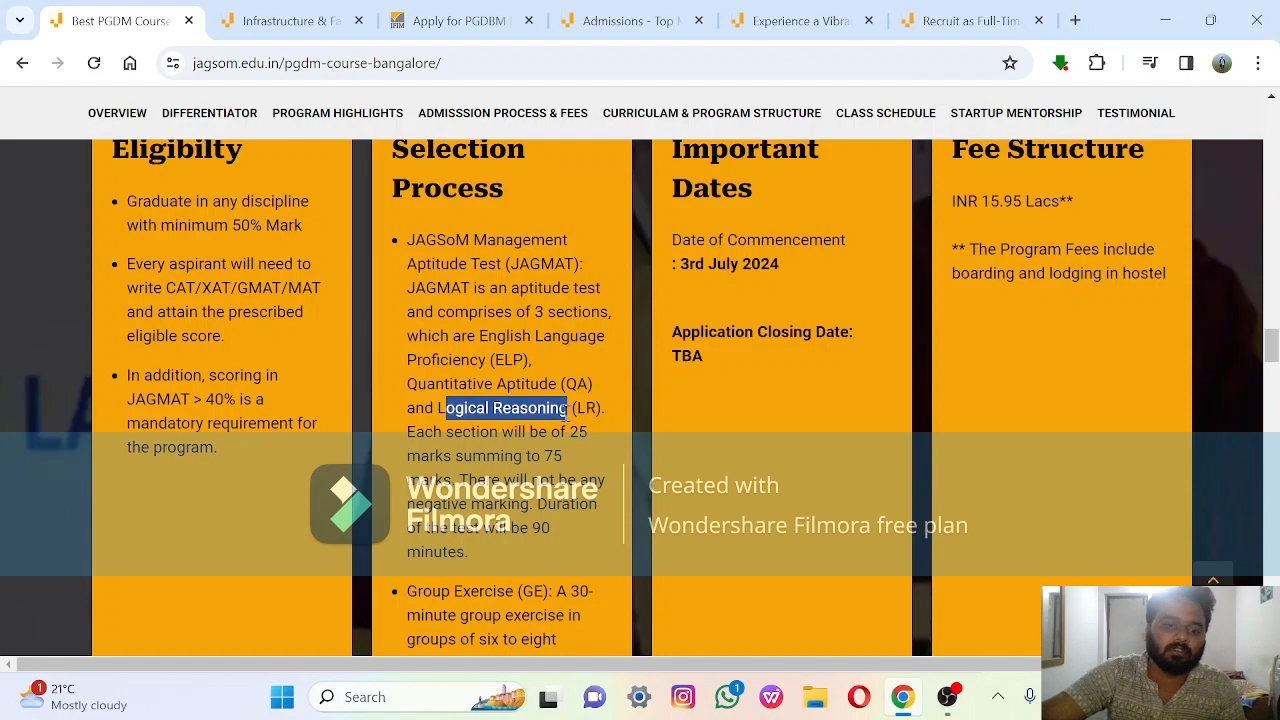 Best PGDM Course
Infrastructure & Fa
Apply for PGDBM |
Admissions - Top M
Experience a Vibra
Recruit as Full-Tim
jagsom.edu.in/pgdm-course-bangalore/
OVERVIEW DIFFERENTIATOR PROGRAM HIGHLIGHTS ADMISSSION PROCESS & FEES CURRICULAM & PROGRAM STRUCTURE CLASS SCHEDULE STARTUP MENTORSHIP TESTIMONIAL
Eligibilty
Graduate in any discipline
with minimum 50% Mark
Every aspirant will need to
write CAT/XAT/GMAT/MAT
and attain the prescribed
eligible score.
In addition, scoring in
JAGMAT > 40% is a
mandatory requirement for
the program.
Selection
Process
JAGSoM Management
Aptitude Test (JAGMAT):
JAGMAT is an aptitude test
and comprises of 3 sections,
which are English Language
Proficiency (ELP),
Quantitative Aptitude (QA)
and Logical Reasoning (LR).
Each section will be of 25
marks summing to 75
marks. There will not be any
negative marking. Duration
of the test will be 90
minutes.
Group Exercise (GE): A 30-
minute group exercise in
groups of six to eight
Important
Dates
Date of Commencement
: 3rd July 2024
Application Closing Date:
TBA
Fee Structure
INR 15.95 Lacs**
** The Program Fees include
boarding and lodging in hostel
Wondershare
Filmora
Created with
Wondershare Filmora free plan
1
21°C
Mostly cloudy
Search
1